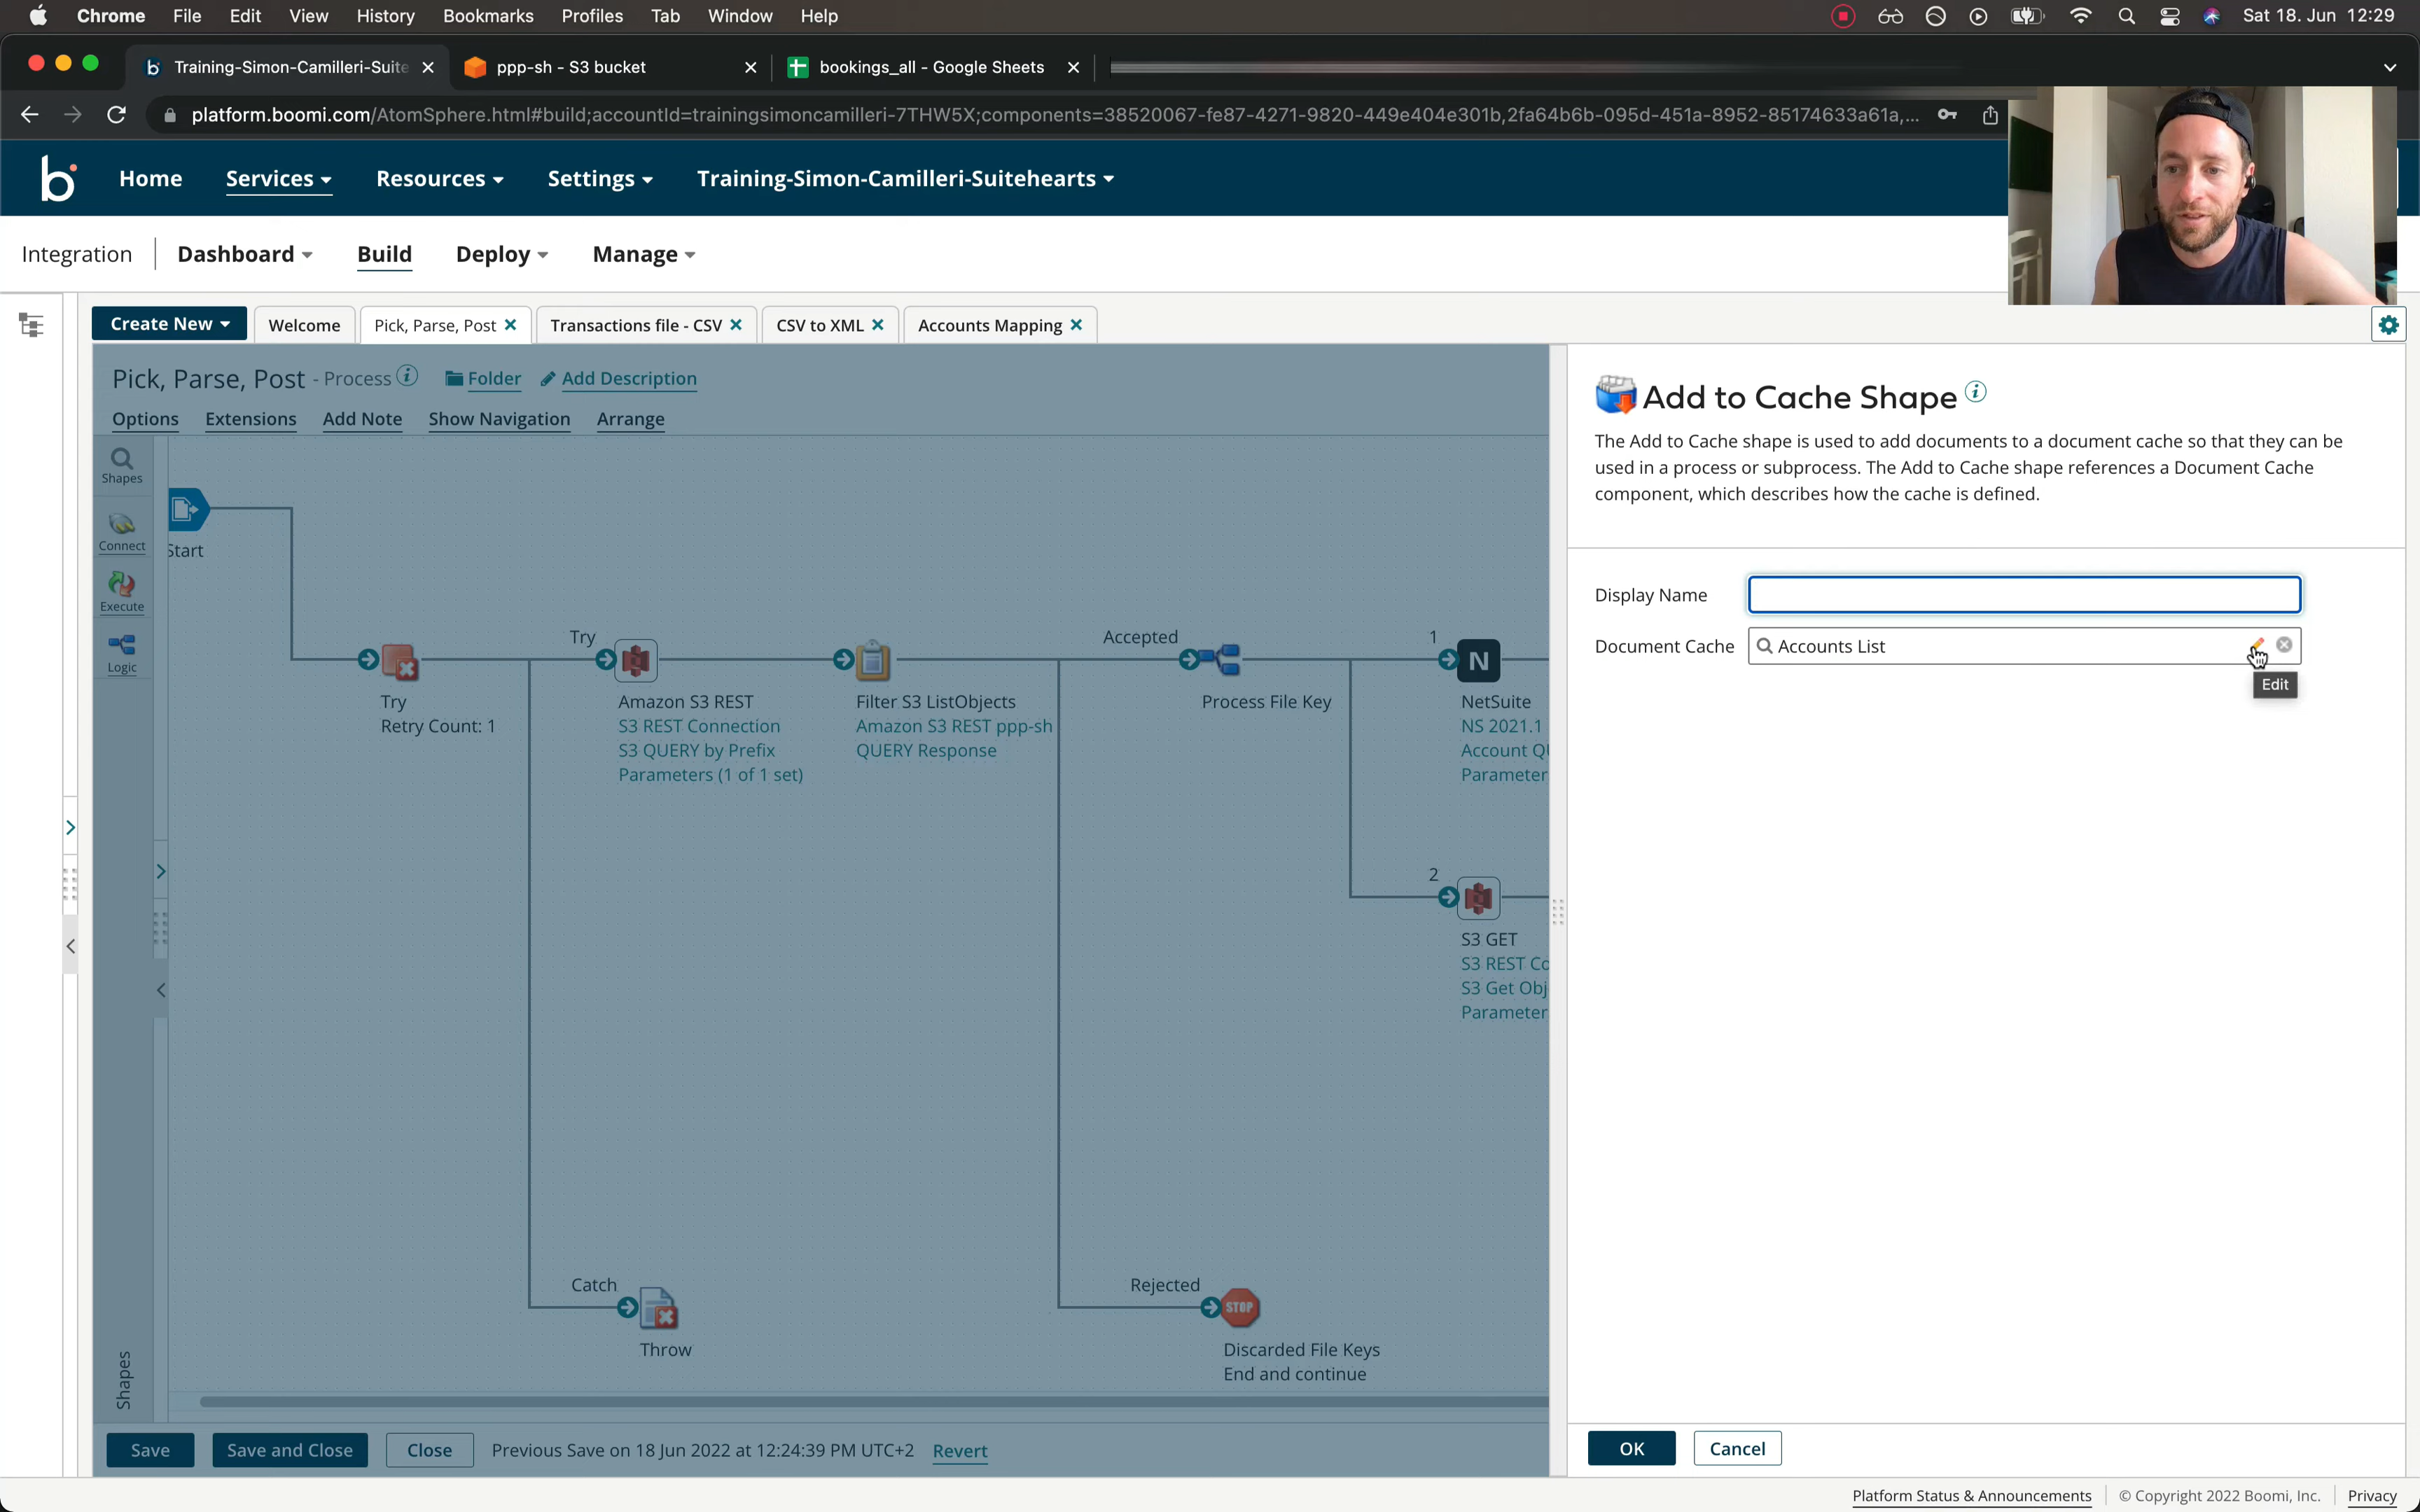 Chrome File Edit View History Bookmarks Profiles Tab Window Help Sat 18. Jun 12:29
Training-Simon-Camilleri-Suite ppp-sh - S3 bucket bookings_all - Google Sheets
platform.boomi.com/AtomSphere.html#build;accountId=trainingsimoncamilleri-7THW5X;components=38520067-fe87-4271-9820-449e404e301b,2fa64b6b-095d-451a-8952-85174633a61a,...
b Home Services Resources Settings Training-Simon-Camilleri-Suitehearts
Integration Dashboard Build Deploy Manage
Create New Welcome Pick, Parse, Post Transactions file - CSV CSV to XML Accounts Mapping
Pick, Parse, Post - Process Folder Add Description
Options Extensions Add Note Show Navigation Arrange
Shapes
Connect
Execute
Logic
Shapes
Start
Try
Retry Count: 1
Try
Amazon S3 REST
S3 REST Connection
S3 QUERY by Prefix
Parameters (1 of 1 set)
Filter S3 ListObjects
Amazon S3 REST ppp-sh
QUERY Response
Accepted
Process File Key
1
N
NetSuite
NS 2021.1
Account QU
Parameter
2
S3 GET
S3 REST Co
S3 Get Obj
Parameter
Catch
Throw
Rejected
STOP
Discarded File Keys
End and continue
Save Save and Close Close Previous Save on 18 Jun 2022 at 12:24:39 PM UTC+2 Revert
Add to Cache Shape
The Add to Cache shape is used to add documents to a document cache so that they can be
used in a process or subprocess. The Add to Cache shape references a Document Cache
component, which describes how the cache is defined.
Display Name
Document Cache Accounts List
Edit
OK Cancel
Platform Status & Announcements © Copyright 2022 Boomi, Inc. Privacy